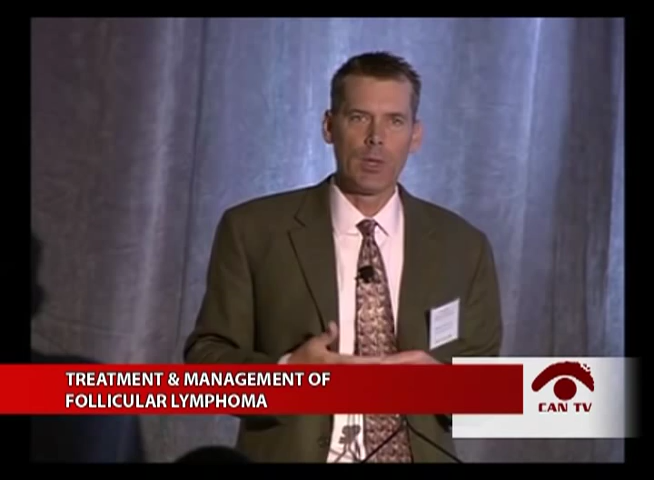 TREATMENT & MANAGEMENT OF
FOLLICULAR LYMPHOMA
CAN TV